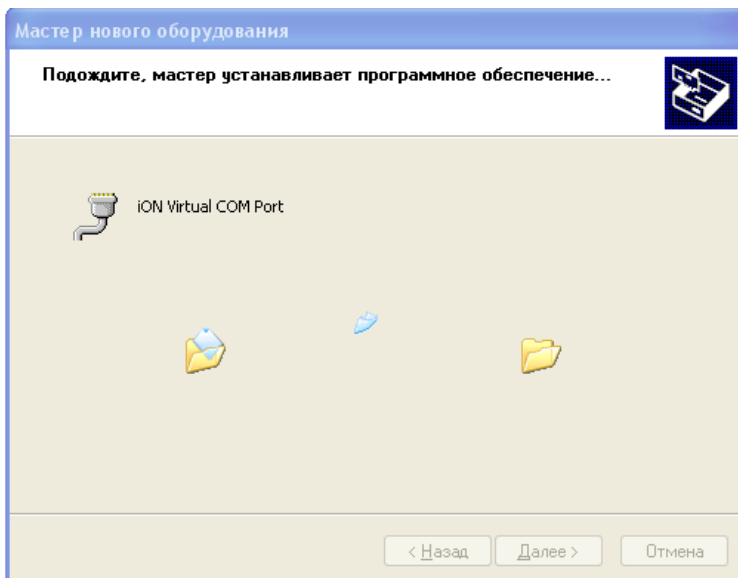 Мастер нового оборудования
Подождите, мастер устанавливает программное обеспечение...
iON Virtual COM Port
< Назад
Далее >
Отмена